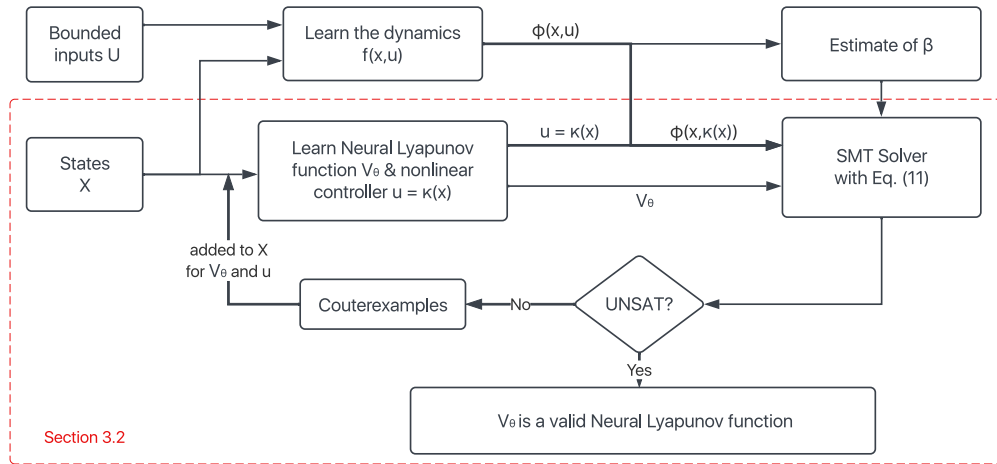 Bounded
inputs U
Learn the dynamics
f(x,u)
ϕ(x,u)
Estimate of β
States
X
Learn Neural Lyapunov
function Vθ & nonlinear
controller u = κ(x)
u = κ(x)
ϕ(x,κ(x))
Vθ
SMT Solver
with Eq. (11)
added to X
for Vθ and u
Couterexamples
No
UNSAT?
Yes
Vθ is a valid Neural Lyapunov function
Section 3.2